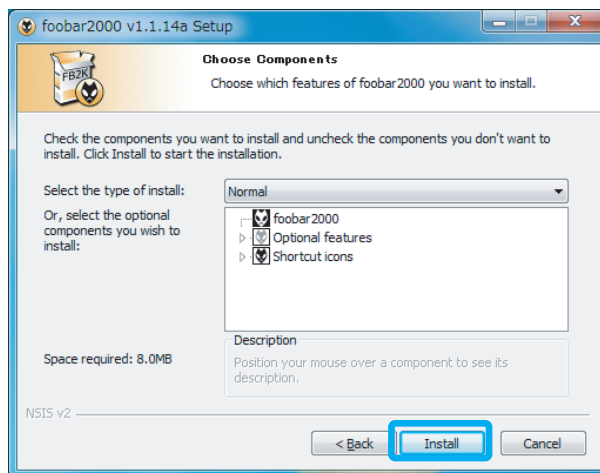 foobar2000 v1.1.14a Setup
FB2K
Choose Components
Choose which features of foobar2000 you want to install.
Check the components you want to install and uncheck the components you don't want to
install. Click Install to start the installation.
Select the type of install:
Normal
Or, select the optional
components you wish to
install:
foobar2000
Optional features
Shortcut icons
Space required: 8.0MB
Description
Position your mouse over a component to see its
description.
NSIS v2
< Back
Install
Cancel